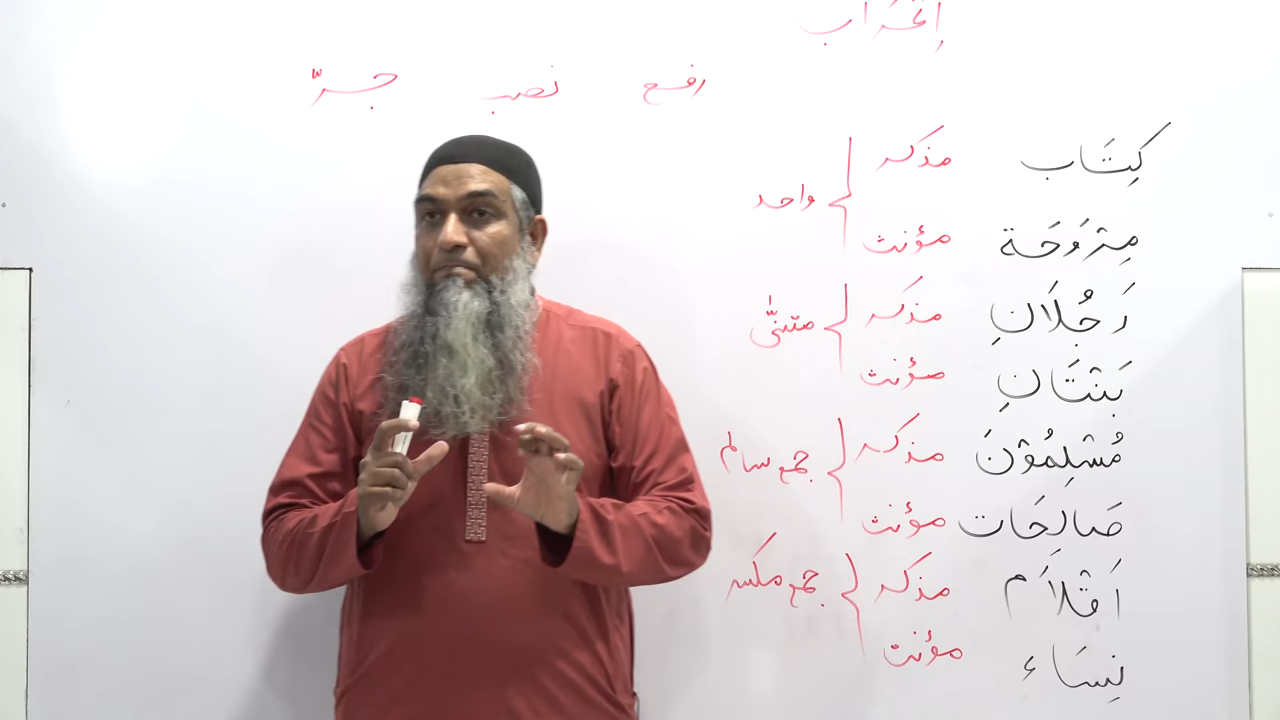 إعراب
رفع نصب جرّ
كِتَاب مذكر
واحد
مِرْوَحَة مؤنث
رَجُلَانِ مذكر
مثنّٰى
بَنْتَانِ مؤنث
مُسْلِمُوْنَ مذكر
جمع سالم
صَالِحَات مؤنث
اَقْلَام مذكر
جمع مكسر
نِسَاء مؤنث